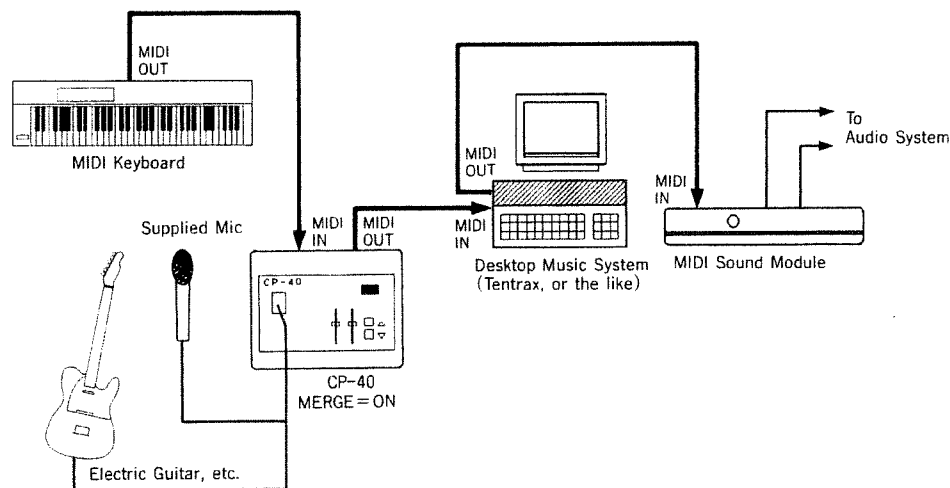 MIDI
OUT
MIDI Keyboard
Supplied Mic
MIDI
IN
MIDI
OUT
CP-40
CP-40
MERGE=ON
Electric Guitar, etc.
MIDI
OUT
MIDI
IN
Desktop Music System
(Tentrax, or the like)
MIDI
IN
MIDI Sound Module
To
Audio System